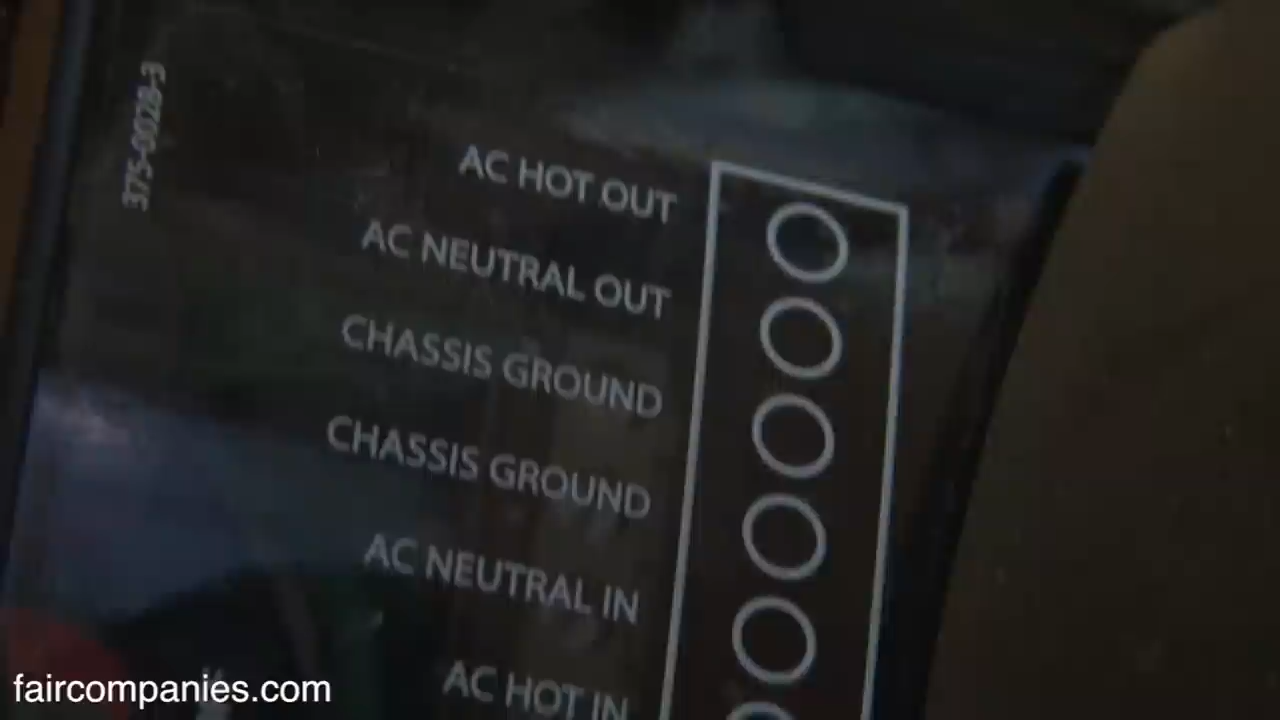 375-0028-3
AC HOT OUT
AC NEUTRAL OUT
CHASSIS GROUND
CHASSIS GROUND
AC NEUTRAL IN
AC HOT IN
faircompanies.com